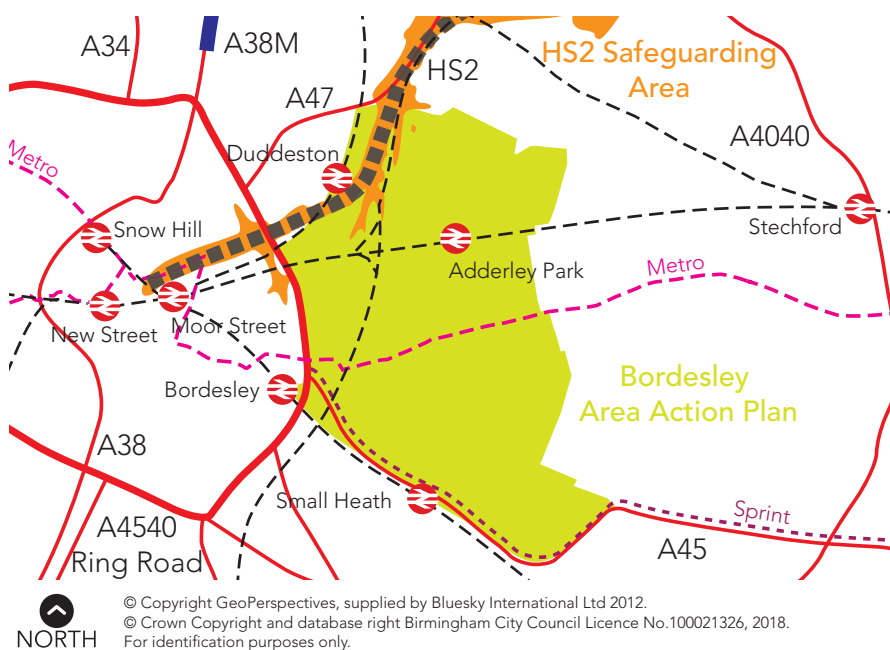 A34
A38M
HS2
HS2 Safeguarding
Area
A47
A4040
Duddeston
Metro
Snow Hill
Stechford
Adderley Park
Metro
New Street
Moor Street
Bordesley
Bordesley
Area Action Plan
A38
Small Heath
Sprint
A4540
Ring Road
A45
NORTH
© Copyright GeoPerspectives, supplied by Bluesky International Ltd 2012.
© Crown Copyright and database right Birmingham City Council Licence No.100021326, 2018.
For identification purposes only.